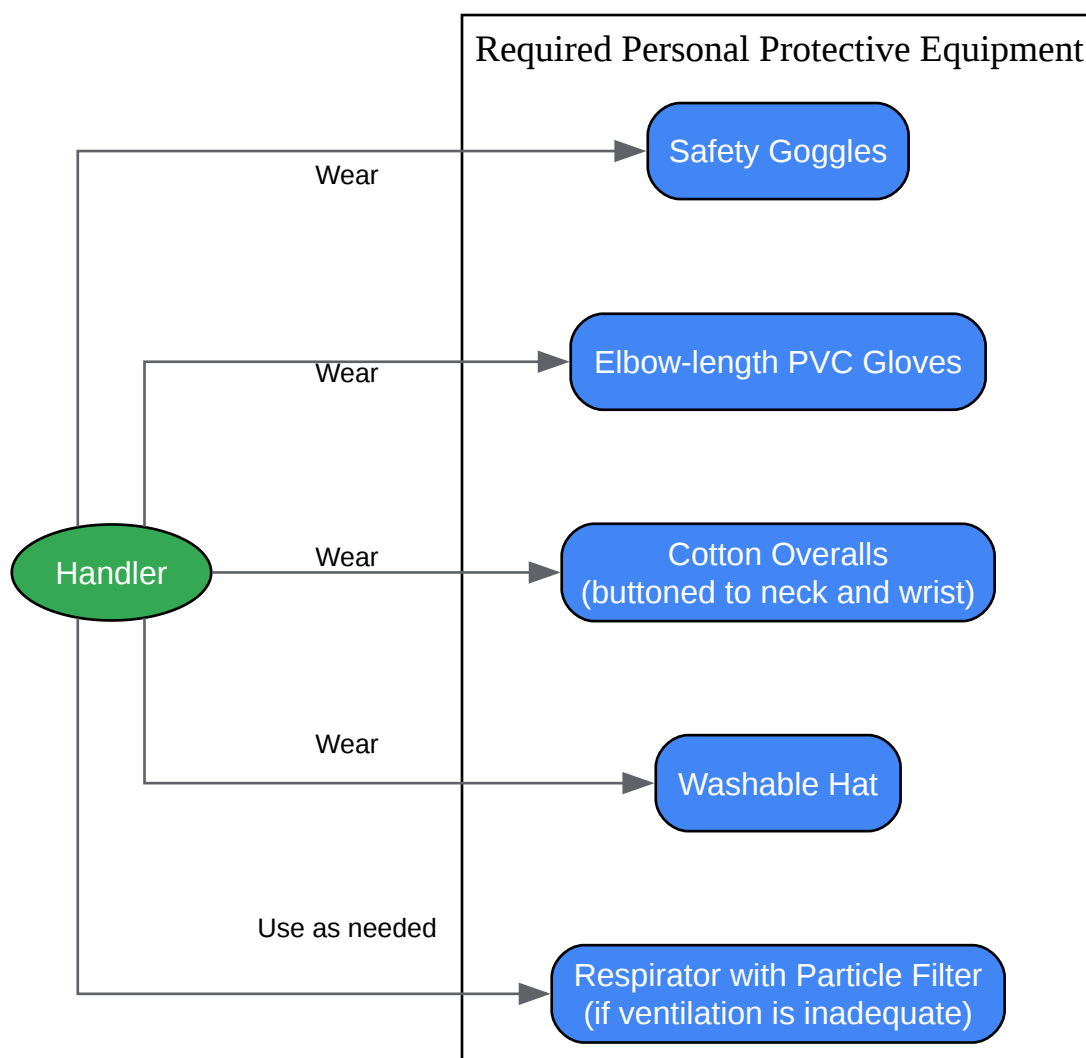 Required Personal Protective Equipment
Safety Goggles
Wear
Elbow-length PVC Gloves
Wear
Cotton Overalls
(buttoned to neck and wrist)
Wear
Handler
Wear
Washable Hat
Use as needed
Respirator with Particle Filter
(if ventilation is inadequate)